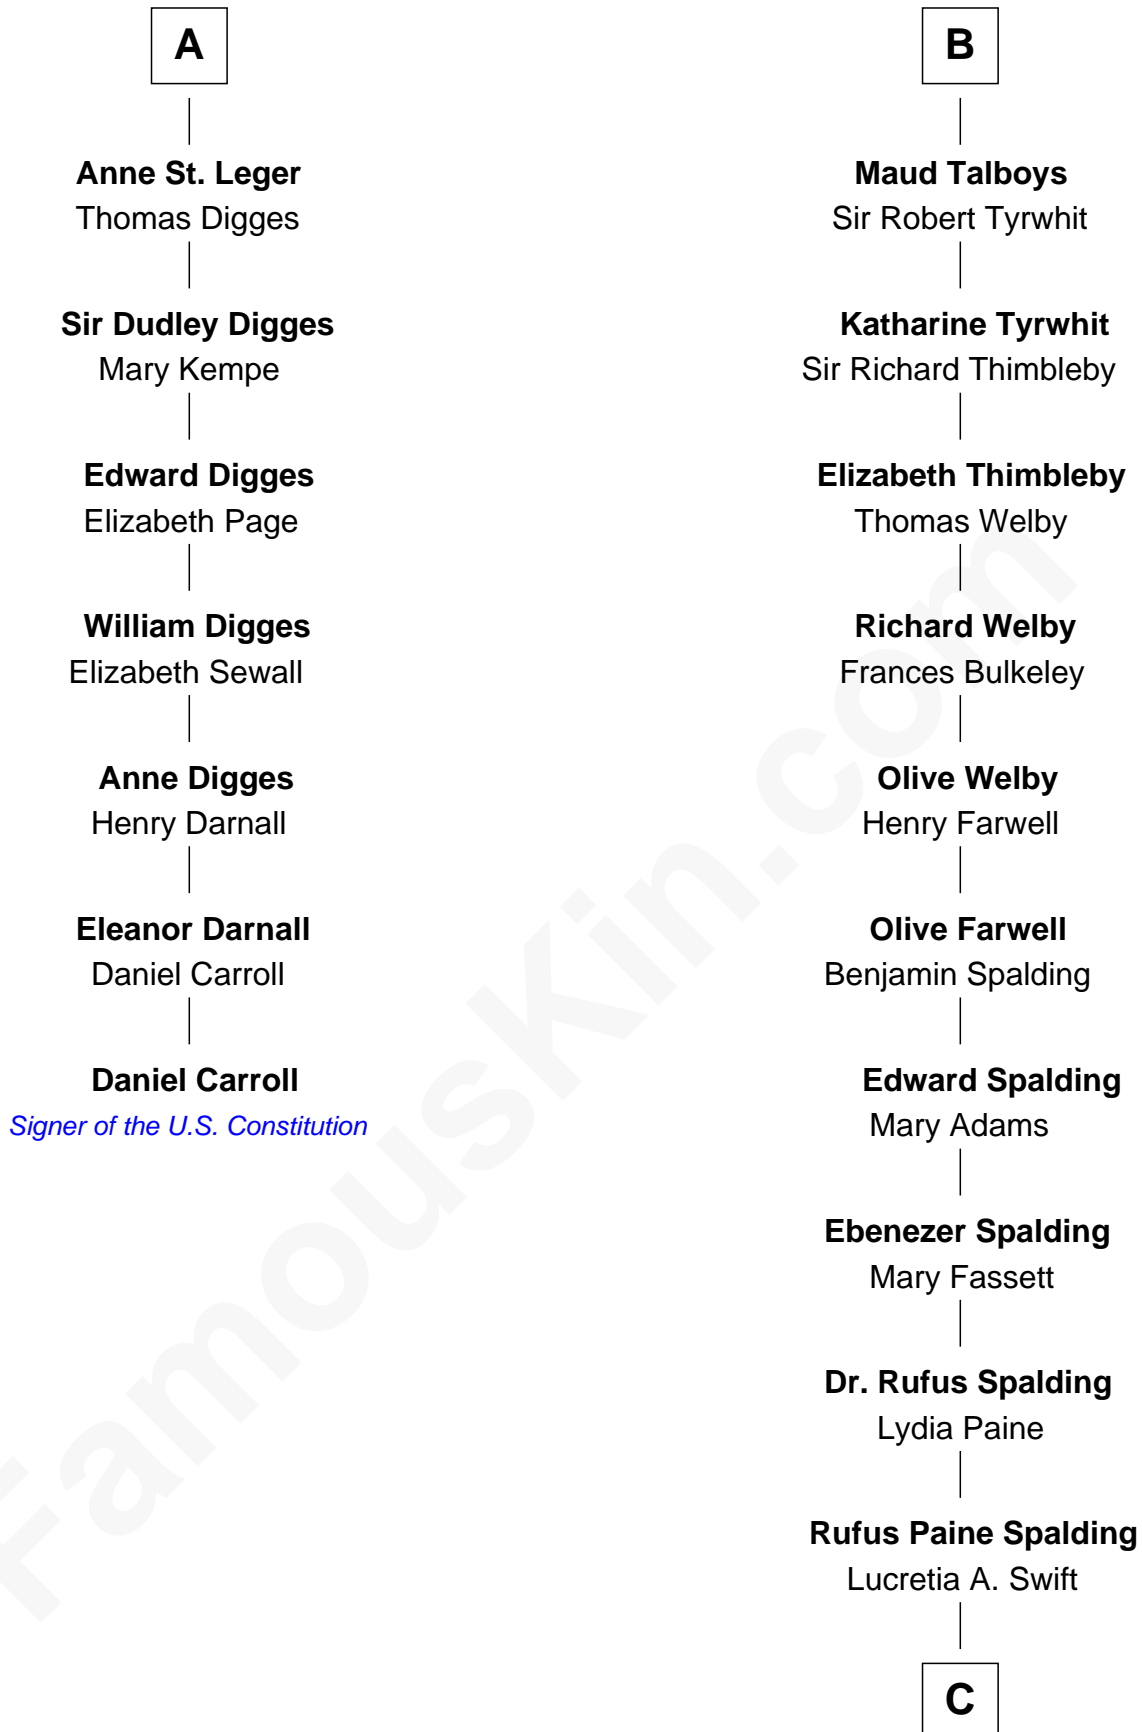 A
Anne St. Leger
Thomas Digges
Sir Dudley Digges
Mary Kempe
Edward Digges
Elizabeth Page
William Digges
Elizabeth Sewall
Anne Digges
Henry Darnall
Eleanor Darnall
Daniel Carroll
Daniel Carroll
Signer of the U.S. Constitution
B
Maud Talboys
Sir Robert Tyrwhit
Katharine Tyrwhit
Sir Richard Thimbleby
Elizabeth Thimbleby
Thomas Welby
Richard Welby
Frances Bulkeley
Olive Welby
Henry Farwell
Olive Farwell
Benjamin Spalding
Edward Spalding
Mary Adams
Ebenezer Spalding
Mary Fassett
Dr. Rufus Spalding
Lydia Paine
Rufus Paine Spalding
Lucretia A. Swift
C
FamousKin.com